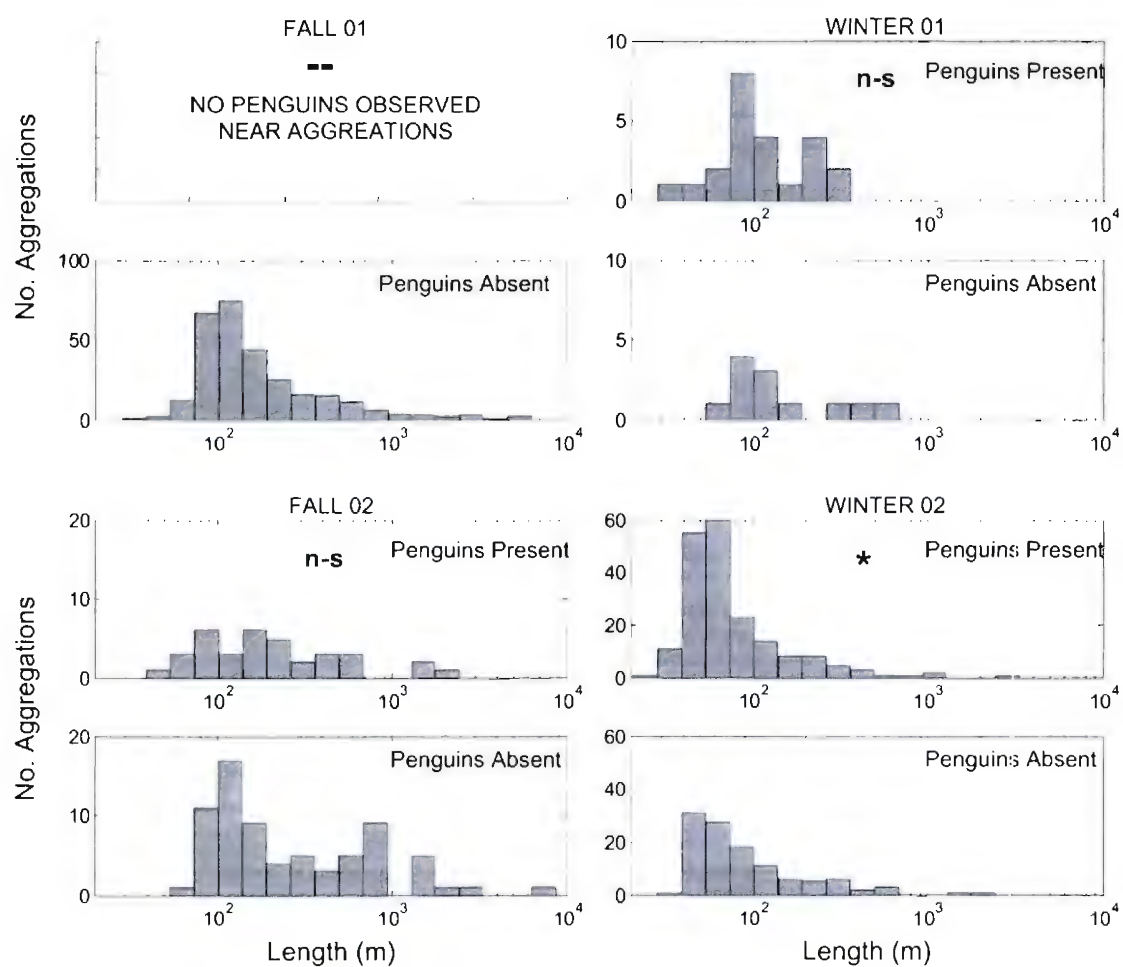 FALL 01
--
NO PENGUINS OBSERVED
NEAR AGGREATIONS
No. Aggregations
WINTER 01
10
5
0
n-s
Penguins Present
10^2
10^3
10^4
100
50
0
Penguins Absent
10^2
10^3
10^4
10
5
0
Penguins Absent
10^2
10^3
10^4
FALL 02
20
10
0
n-s
Penguins Present
10^2
10^3
10^4
No. Aggregations
WINTER 02
60
40
20
0
*
Penguins Present
10^2
10^3
10^4
20
10
0
Penguins Absent
10^2
10^3
10^4
Length (m)
60
40
20
0
Penguins Absent
10^2
10^3
10^4
Length (m)